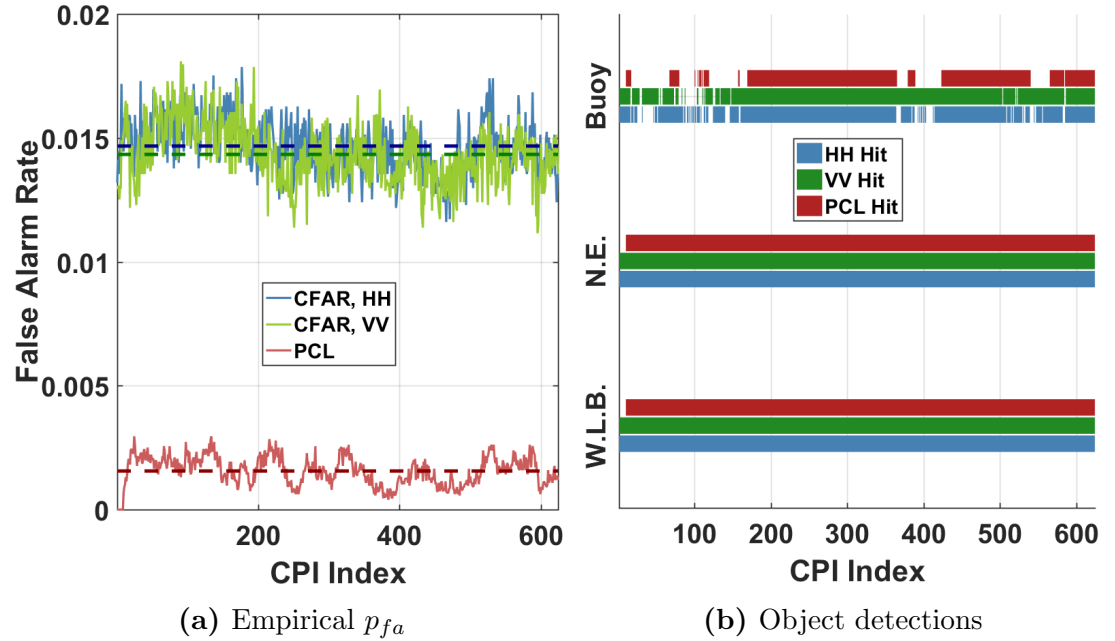 0.02
0.015
0.01
0.005
0
False Alarm Rate
CFAR, HH
CFAR, VV
PCL
200
400
600
CPI Index
(a) Empirical p_{fa}
Buoy
N.E.
W.L.B.
HH Hit
VV Hit
PCL Hit
100
200
300
400
500
600
CPI Index
(b) Object detections